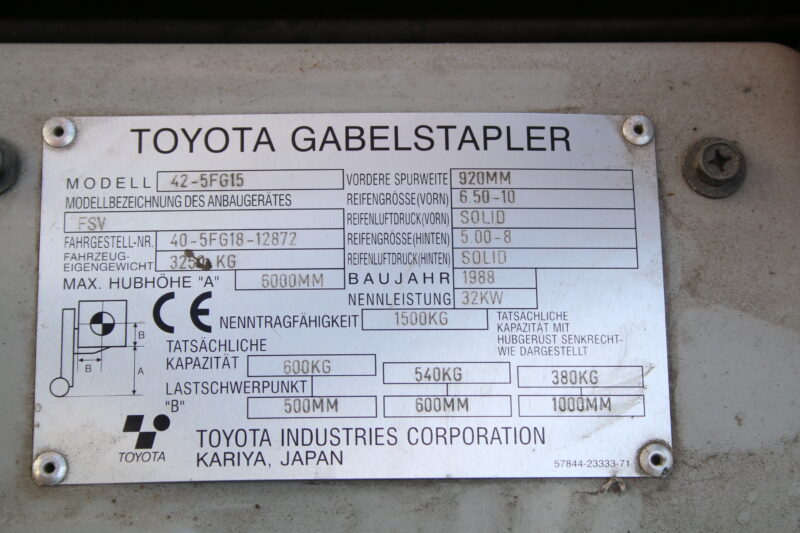 TOYOTA GABELSTAPLER
MODELL 42-5FG15 VORDERE SPURWEITE 920MM
MODELLBEZEICHNUNG DES ANBAUGERÄTES REIFENGRÖSSE(VORN) 6.50-10
FSV REIFENLUFTDRUCK(VORN) SOLID
FAHRGESTELL-NR. 40-5FG18-12872 REIFENGRÖSSE(HINTEN) 5.00-8
FAHRZEUG-
EIGENGEWICHT 3250 KG REIFENLUFTDRUCK(HINTEN) SOLID
MAX. HUBHÖHE "A" 6000MM BAUJAHR 1988
NENNLEISTUNG 32KW
CE NENNTRAGFÄHIGKEIT 1500KG
TATSÄCHLICHE
KAPAZITÄT MIT
HUBGERÜST SENKRECHT-
WIE DARGESTELLT
B
B A
TATSÄCHLICHE
KAPAZITÄT 600KG 540KG 380KG
LASTSCHWERPUNKT
"B" 500MM 600MM 1000MM
TOYOTA
TOYOTA INDUSTRIES CORPORATION
KARIYA, JAPAN
57844-23333-71